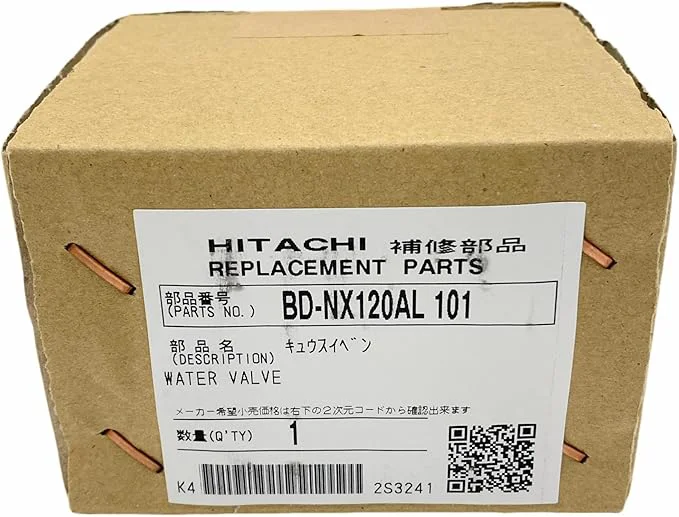 HITACHI 補修部品
REPLACEMENT PARTS
部品番号
(PARTS NO.) BD-NX120AL 101
部品名 キュウスイベン
(DESCRIPTION)
WATER VALVE
メーカー希望小売価格は右下の2次元コードから確認出来ます
数量(Q'TY) 1
K4 2S3241